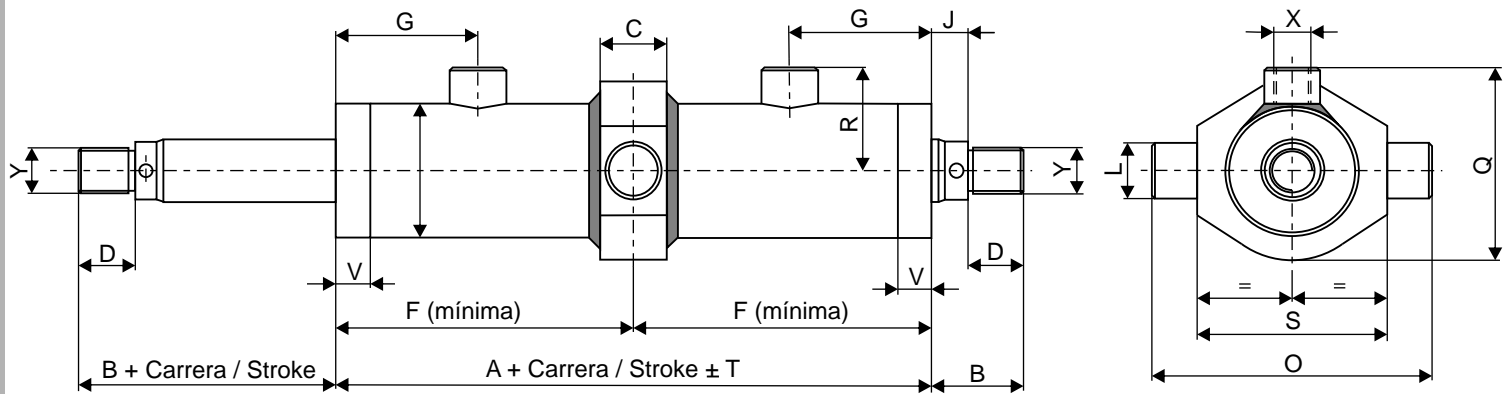 G
C
G
J
X
R
Y
Y
L
Q
D
D
V
V
F (mínima)
F (mínima)
= =
S
B + Carrera / Stroke
A + Carrera / Stroke ± T
B
O